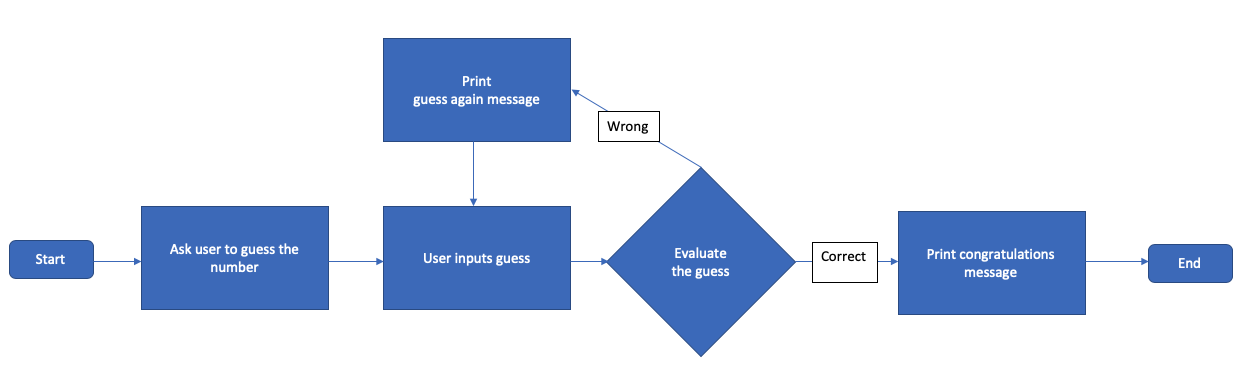 Print
guess again message
Wrong
Start
Ask user to guess the
number
User inputs guess
Evaluate
the guess
Correct
Print congratulations
message
End